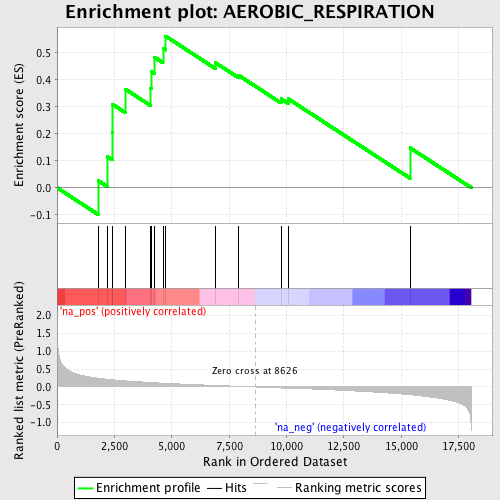 Enrichment plot: AEROBIC_RESPIRATION
Enrichment score (ES)
0.5
0.4
0.3
0.2
0.1
0.0
-0.1
'na_pos' (positively correlated)
Ranked list metric (PreRanked)
2.0
1.5
1.0
0.5
0.0
-0.5
-1.0
Zero cross at 8626
'na_neg' (negatively correlated)
0 2,500 5,000 7,500 10,000 12,500 15,000 17,500
Rank in Ordered Dataset
Enrichment profile Hits Ranking metric scores